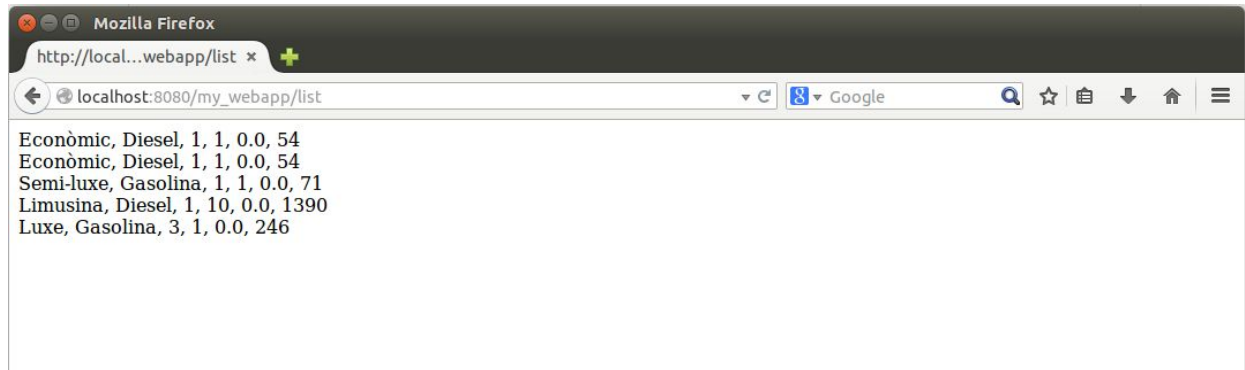 Mozilla Firefox
http://local...webapp/list
localhost:8080/my_webapp/list
8 Google
Econòmic, Diesel, 1, 1, 0.0, 54
Econòmic, Diesel, 1, 1, 0.0, 54
Semi-luxe, Gasolina, 1, 1, 0.0, 71
Limusina, Diesel, 1, 10, 0.0, 1390
Luxe, Gasolina, 3, 1, 0.0, 246